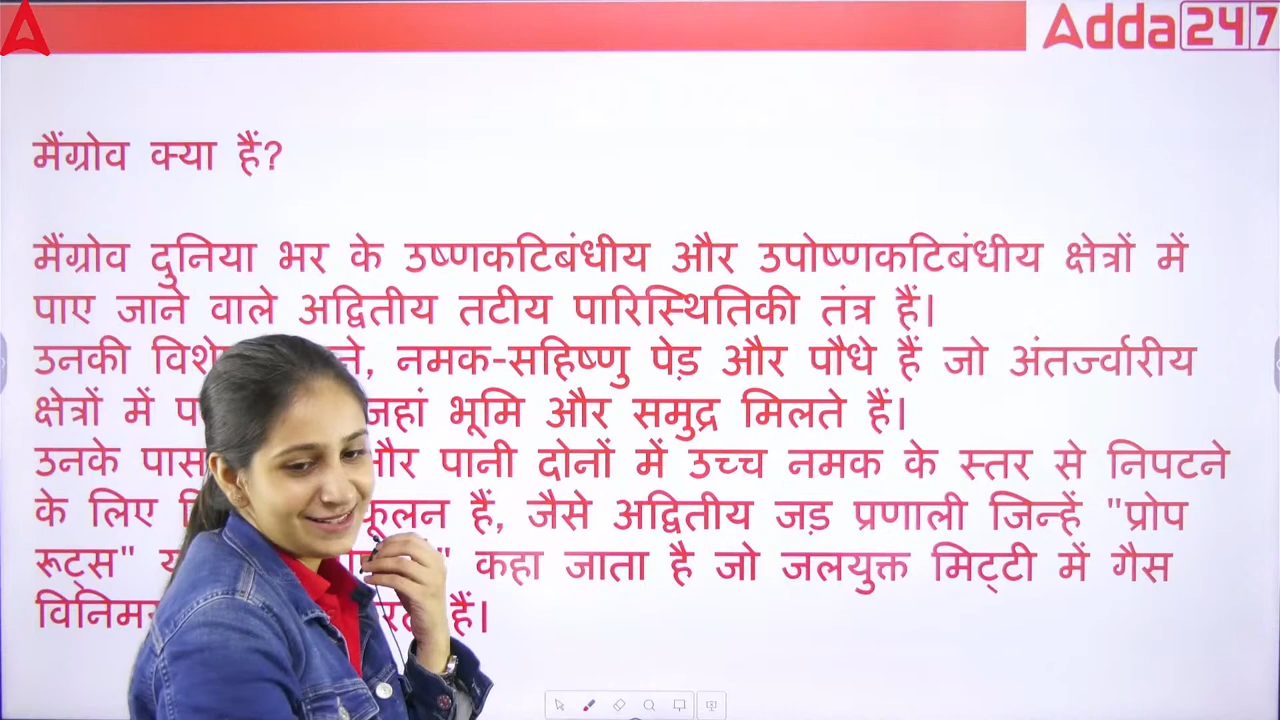 Adda247
मैंग्रोव क्या हैं?
मैंग्रोव दुनिया भर के उष्णकटिबंधीय और उपोष्णकटिबंधीय क्षेत्रों में
पाए जाने वाले अद्वितीय तटीय पारिस्थितिकी तंत्र हैं।
उनकी नमक-सहिष्णु पेड़ और पौधे हैं जो अंतर्ज्वारीय
क्षेत्रों में जहां भूमि और समुद्र मिलते हैं।
उनके पास और पानी दोनों में उच्च नमक के स्तर से निपटने
के लिए हैं, जैसे अद्वितीय जड़ प्रणाली जिन्हें "प्रोप
रूट्स" कहा जाता है जो जलयुक्त मिट्टी में गैस
हैं।